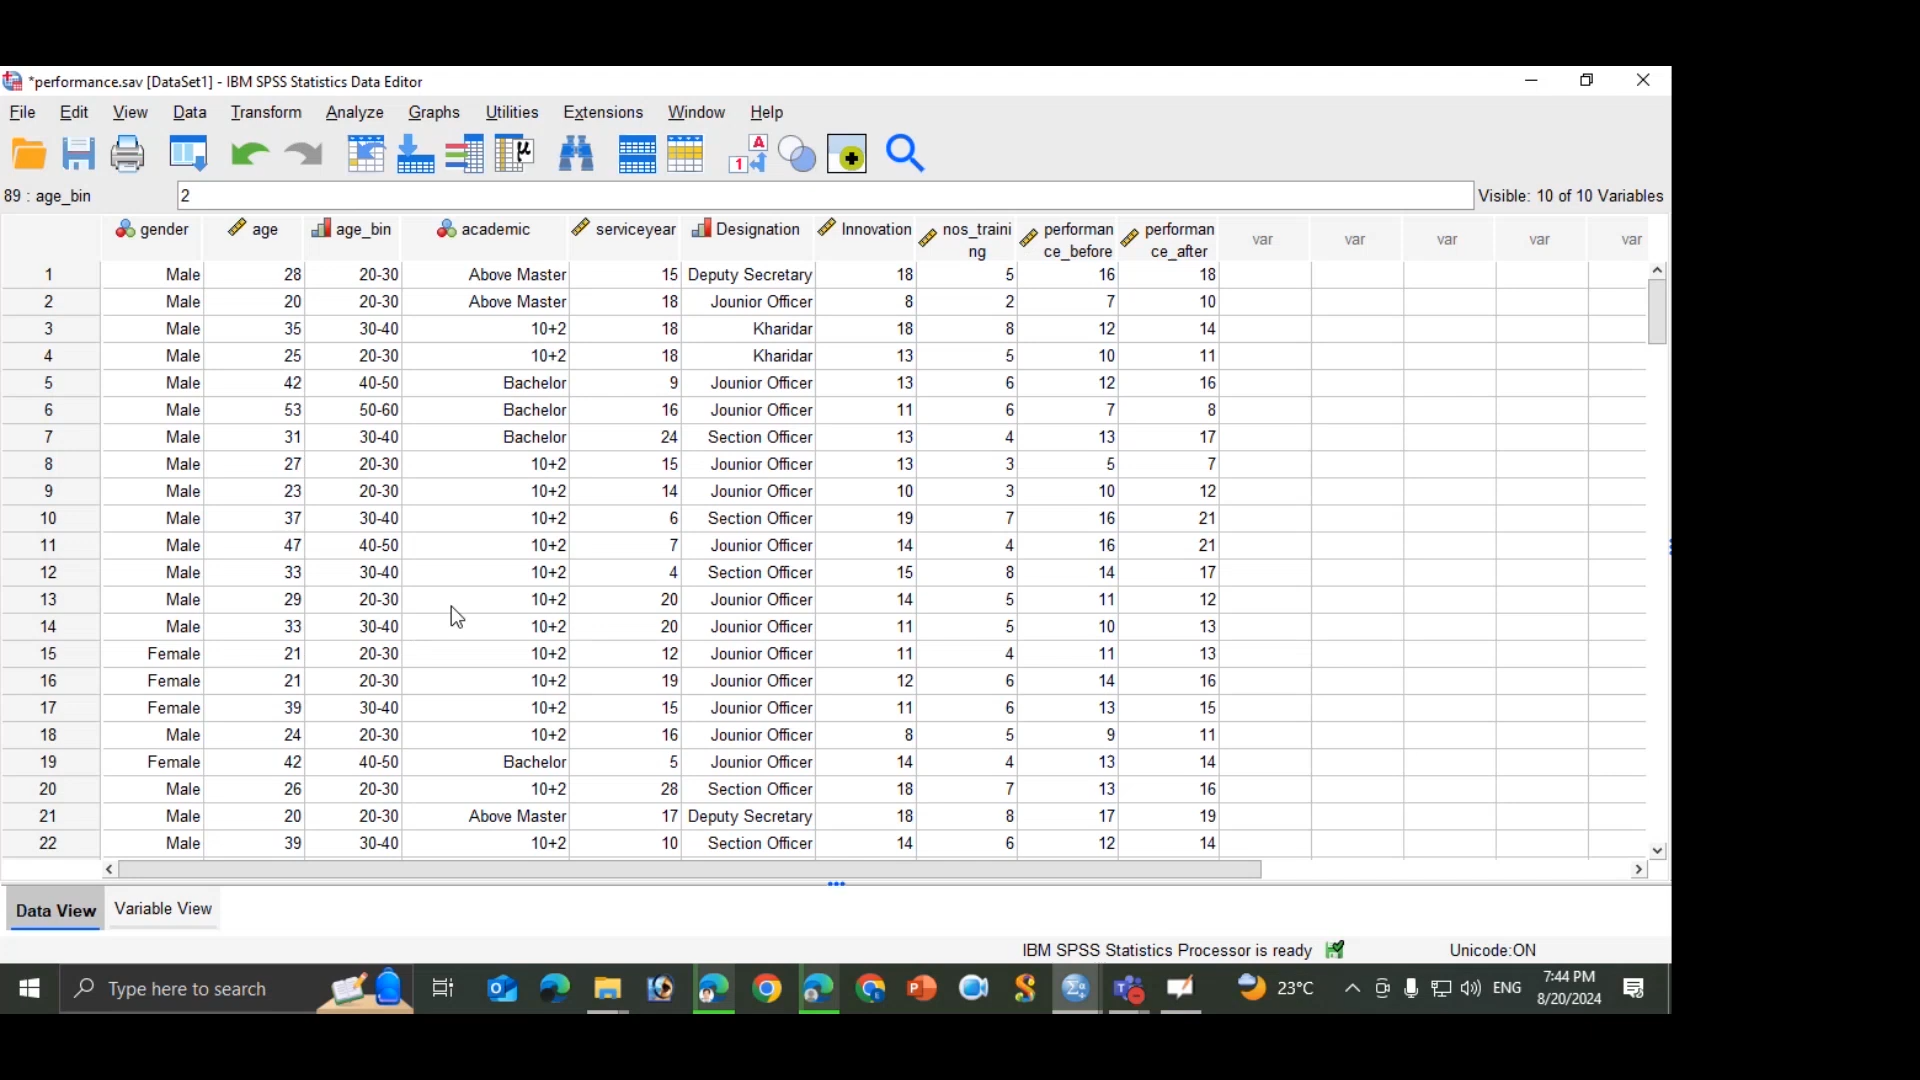 *performance.sav [DataSet1] - IBM SPSS Statistics Data Editor
File Edit View Data Transform Analyze Graphs Utilities Extensions Window Help
89 : age_bin 2 Visible: 10 of 10 Variables
gender age age_bin academic serviceyear Designation Innovation nos_traini performan performan var var var var var
ng ce_before ce_after
1 Male 28 20-30 Above Master 15 Deputy Secretary 18 5 16 18
2 Male 20 20-30 Above Master 18 Jounior Officer 8 2 7 10
3 Male 35 30-40 10+2 18 Kharidar 18 8 12 14
4 Male 25 20-30 10+2 18 Kharidar 13 5 10 11
5 Male 42 40-50 Bachelor 9 Jounior Officer 13 6 12 16
6 Male 53 50-60 Bachelor 16 Jounior Officer 11 6 7 8
7 Male 31 30-40 Bachelor 24 Section Officer 13 4 13 17
8 Male 27 20-30 10+2 15 Jounior Officer 13 3 5 7
9 Male 23 20-30 10+2 14 Jounior Officer 10 3 10 12
10 Male 37 30-40 10+2 6 Section Officer 19 7 16 21
11 Male 47 40-50 10+2 7 Jounior Officer 14 4 16 21
12 Male 33 30-40 10+2 4 Section Officer 15 8 14 17
13 Male 29 20-30 10+2 20 Jounior Officer 14 5 11 12
14 Male 33 30-40 10+2 20 Jounior Officer 11 5 10 13
15 Female 21 20-30 10+2 12 Jounior Officer 11 4 11 13
16 Female 21 20-30 10+2 19 Jounior Officer 12 6 14 16
17 Female 39 30-40 10+2 15 Jounior Officer 11 6 13 15
18 Male 24 20-30 10+2 16 Jounior Officer 8 5 9 11
19 Female 42 40-50 Bachelor 5 Jounior Officer 14 4 13 14
20 Male 26 20-30 10+2 28 Section Officer 18 7 13 16
21 Male 20 20-30 Above Master 17 Deputy Secretary 18 8 17 19
22 Male 39 30-40 10+2 10 Section Officer 14 6 12 14
Data View Variable View
IBM SPSS Statistics Processor is ready Unicode:ON
Type here to search 23°C ENG 7:44 PM
8/20/2024